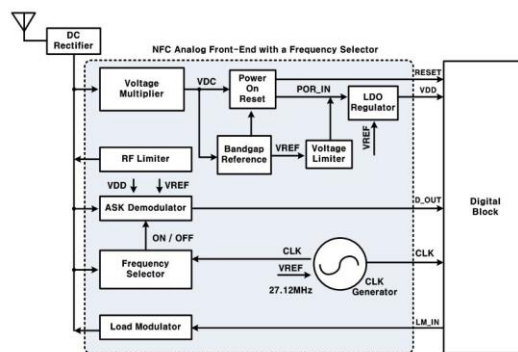 DC
Rectifier
NFC Analog Front-End with a Frequency Selector
Voltage
Multiplier
VDC
Power
On
Reset
POR_IN
LDO
Regulator
RESET
VDD
Bandgap
Reference
VREF
Voltage
Limiter
VREF
RF Limiter
VDD
VREF
ASK Demodulator
D_OUT
Digital
Block
ON / OFF
Frequency
Selector
CLK
VREF
27.12MHz
CLK
Generator
CLK
Load Modulator
LM_IN